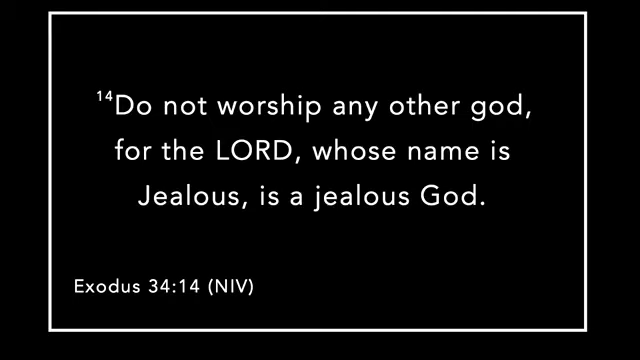 ¹⁴Do not worship any other god,
for the LORD, whose name is
Jealous, is a jealous God.
Exodus 34:14 (NIV)